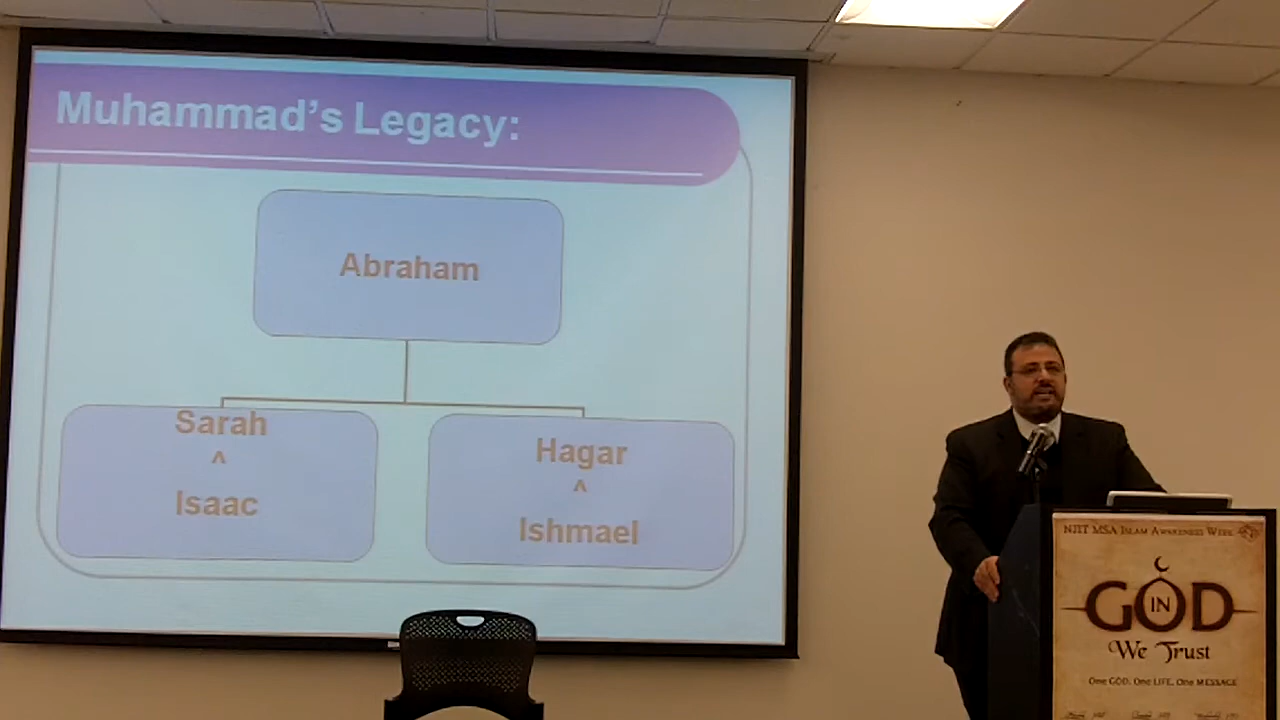 Muhammad's Legacy:
Abraham
Sarah
^
Isaac
Hagar
^
Ishmael
NJIT MSA Islam Awareness Week
GOD
IN
We Trust
One GOD. One LIFE. One MESSAGE